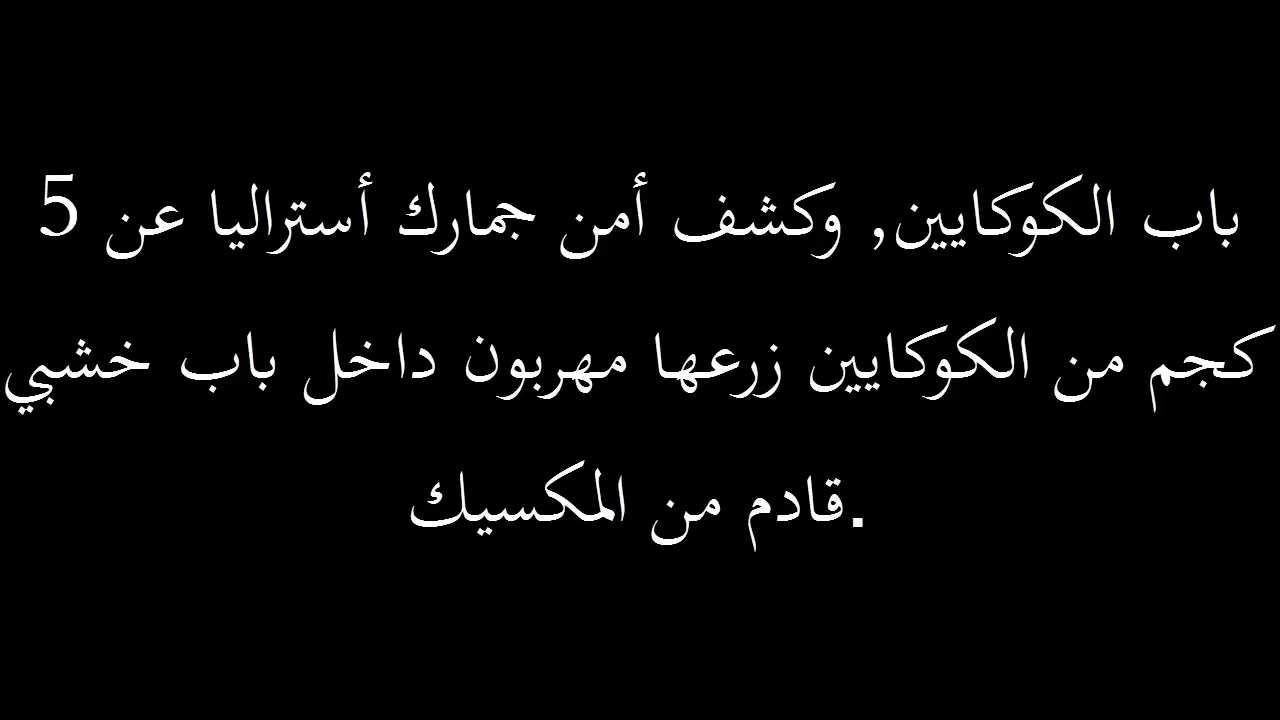 باب الكوكايين, وكشف أمن جمارك أستراليا عن 5
كجم من الكوكايين زرعها مهربون داخل باب خشبي
قادم من المكسيك.